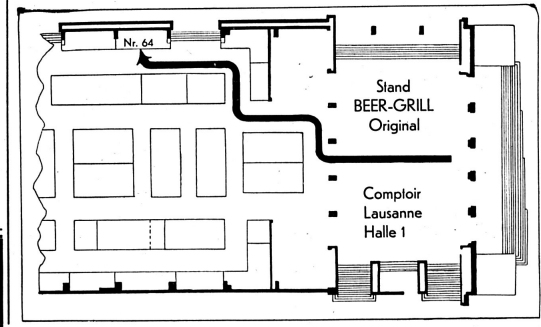 Nr. 64
Stand
BEER-GRILL
Original
Comptoir
Lausanne
Halle 1